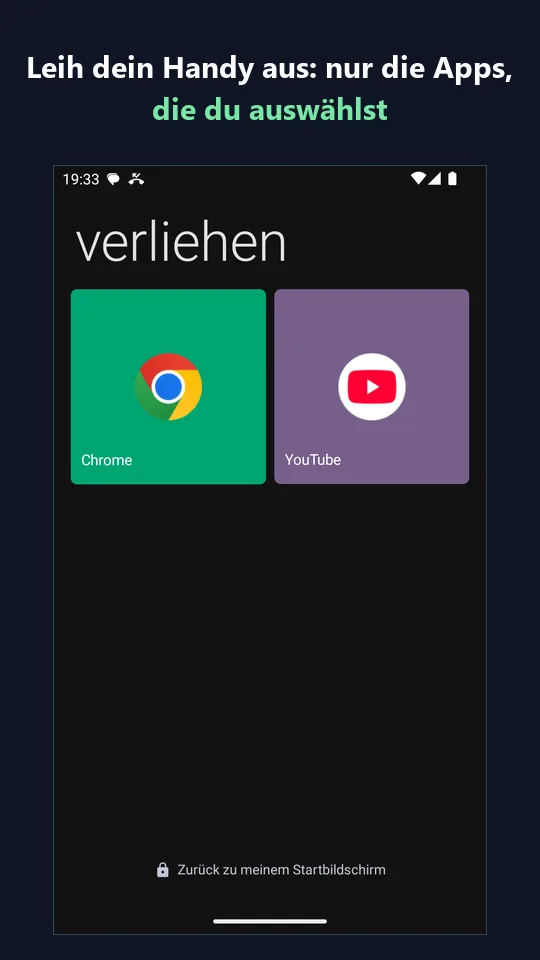 Leih dein Handy aus: nur die Apps,
die du auswählst
19:33
verliehen
Chrome
YouTube
Zurück zu meinem Startbildschirm